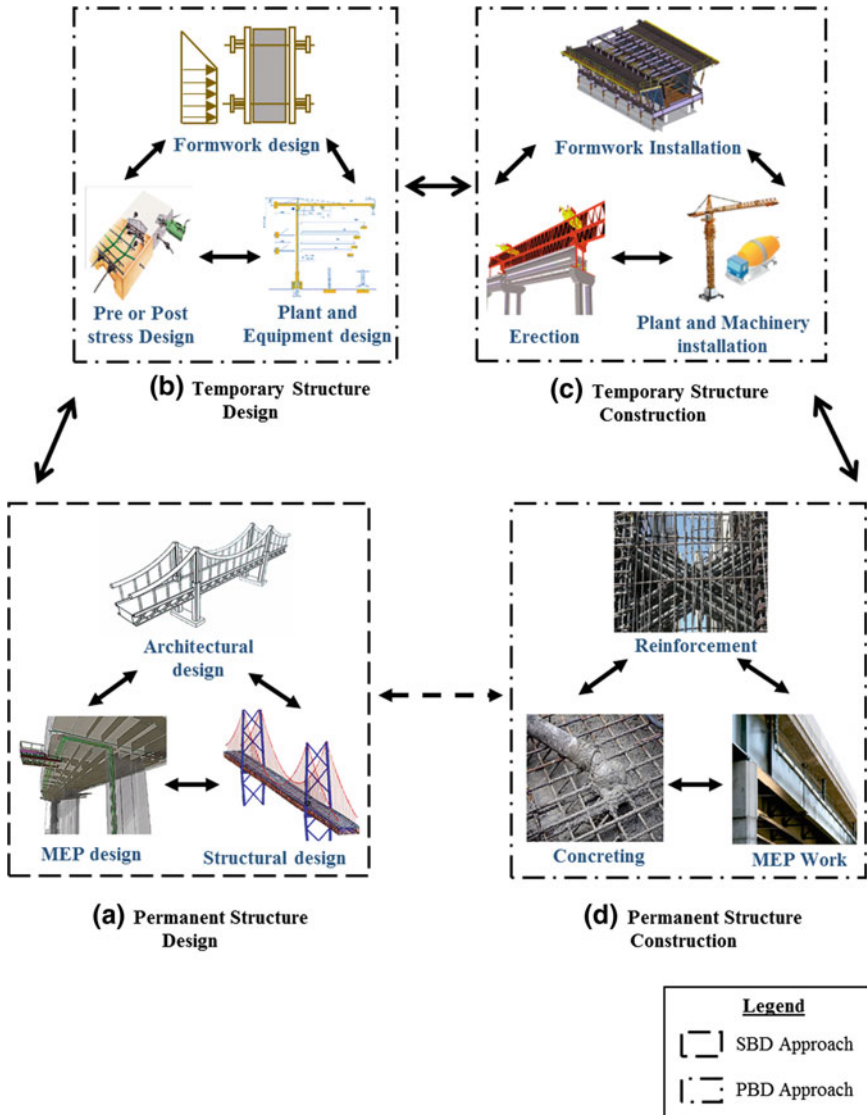 Formwork design
Pre or Post
stress Design
Plant and
Equipment design
(b) Temporary Structure
Design
Formwork Installation
Erection
Plant and Machinery
installation
(c) Temporary Structure
Construction
Architectural
design
MEP design
Structural design
(a) Permanent Structure
Design
Reinforcement
Concreting
MEP Work
(d) Permanent Structure
Construction
Legend
SBD Approach
PBD Approach